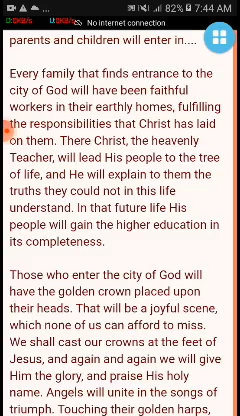 0:0KB/s 0:0KB/s No internet connection 82% 7:44 AM
parents and children will enter in....
Every family that finds entrance to the
city of God will have been faithful
workers in their earthly homes, fulfilling
the responsibilities that Christ has laid
on them. There Christ, the heavenly
Teacher, will lead His people to the tree
of life, and He will explain to them the
truths they could not in this life
understand. In that future life His
people will gain the higher education in
its completeness.
Those who enter the city of God will
have the golden crown placed upon
their heads. That will be a joyful scene,
which none of us can afford to miss.
We shall cast our crowns at the feet of
Jesus, and again and again we will give
Him the glory, and praise His holy
name. Angels will unite in the songs of
triumph. Touching their golden harps,